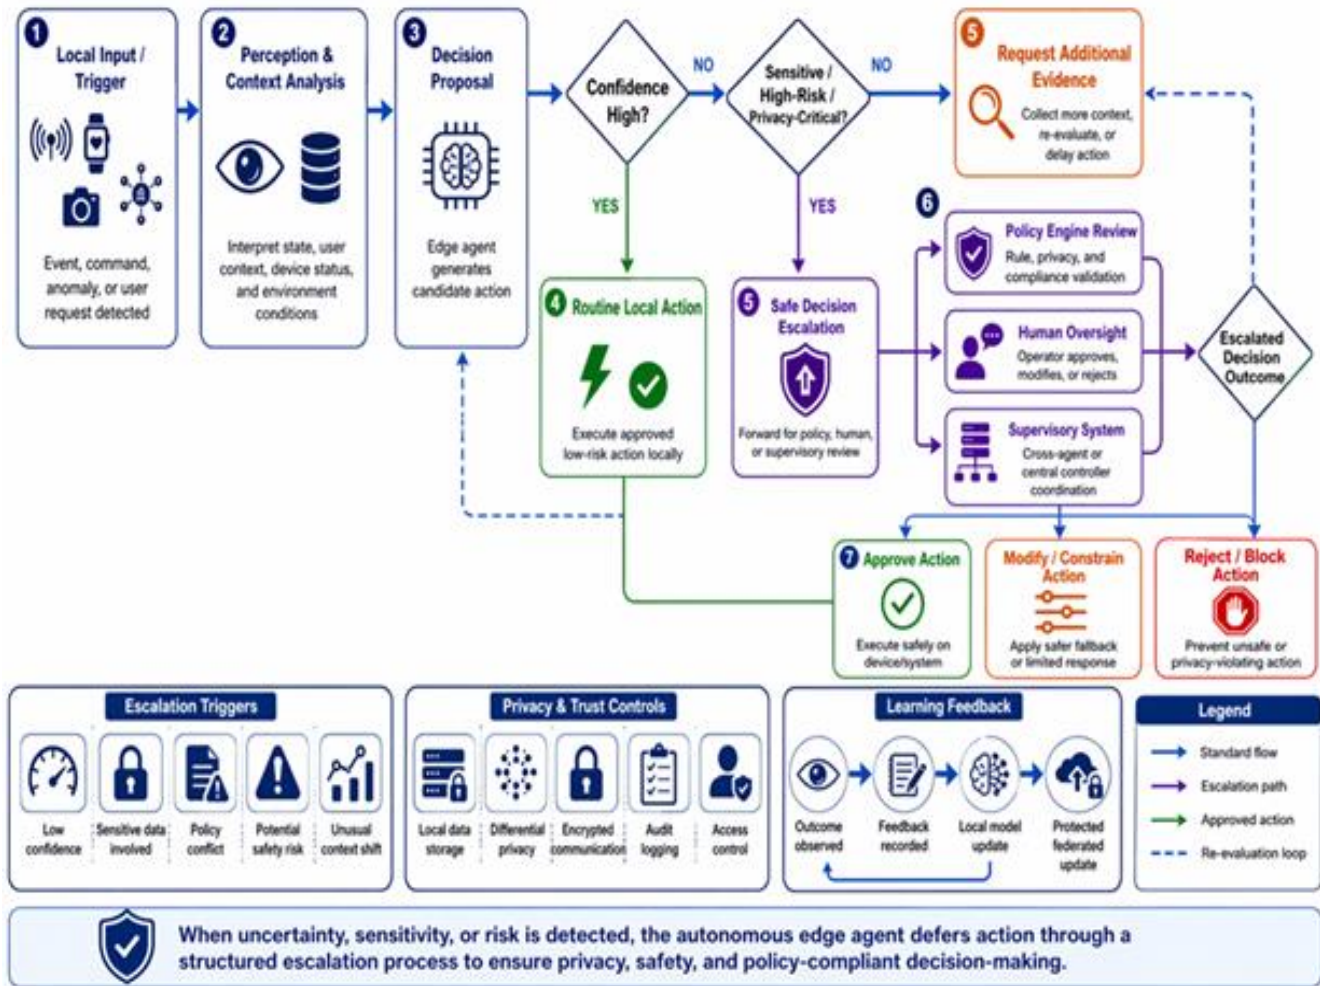 1
Local Input /
Trigger
Event, command,
anomaly, or user
request detected
2
Perception &
Context Analysis
Interpret state, user
context, device status,
and environment
conditions
3
Decision
Proposal
Edge agent
generates
candidate action
Confidence
High?
NO
YES
Sensitive /
High-Risk /
Privacy-Critical?
NO
YES
5
Request Additional
Evidence
Collect more context,
re-evaluate, or
delay action
4 Routine Local Action
Execute approved
low-risk action locally
5 Safe Decision
Escalation
Forward for policy, human,
or supervisory review
6
Policy Engine Review
Rule, privacy, and
compliance validation
Human Oversight
Operator approves,
modifies, or rejects
Supervisory System
Cross-agent or
central controller
coordination
Escalated
Decision
Outcome
7 Approve Action
Execute safely on
device/system
Modify / Constrain
Action
Apply safer fallback
or limited response
Reject / Block
Action
Prevent unsafe or
privacy-violating action
Escalation Triggers
Low
confidence
Sensitive data
involved
Policy
conflict
Potential
safety risk
Unusual
context shift
Privacy & Trust Controls
Local data
storage
Differential
privacy
Encrypted
communication
Audit
logging
Access
control
Learning Feedback
Outcome
observed
Feedback
recorded
Local model
update
Protected
federated
update
Legend
Standard flow
Escalation path
Approved action
Re-evaluation loop
When uncertainty, sensitivity, or risk is detected, the autonomous edge agent defers action through a
structured escalation process to ensure privacy, safety, and policy-compliant decision-making.